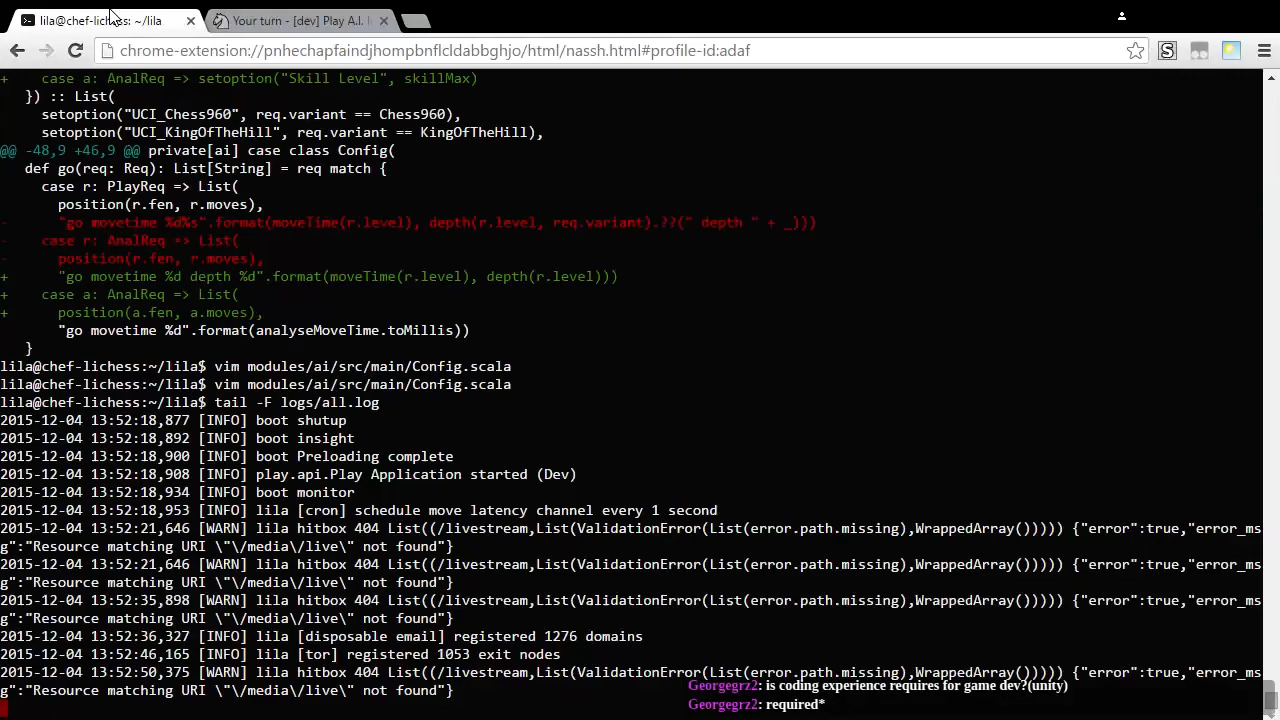 lila@chef-lichess: ~/lila
Your turn - [dev] Play A.I. l
chrome-extension://pnhechapfaindjhompbnflcldabbghjo/html/nassh.html#profile-id:adaf
+    case a: AnalReq => setoption("Skill Level", skillMax)
   }) :: List(
     setoption("UCI_Chess960", req.variant == Chess960),
     setoption("UCI_KingOfTheHill", req.variant == KingOfTheHill),
@@ -48,9 +46,9 @@ private[ai] case class Config(
   def go(req: Req): List[String] = req match {
     case r: PlayReq => List(
       position(r.fen, r.moves),
-      "go movetime %d%s".format(moveTime(r.level), depth(r.level, req.variant).??(" depth " + _)))
-    case r: AnalReq => List(
-      position(r.fen, r.moves),
+      "go movetime %d depth %d".format(moveTime(r.level), depth(r.level)))
+    case a: AnalReq => List(
+      position(a.fen, a.moves),
       "go movetime %d".format(analyseMoveTime.toMillis))
   }
lila@chef-lichess:~/lila$ vim modules/ai/src/main/Config.scala
lila@chef-lichess:~/lila$ vim modules/ai/src/main/Config.scala
lila@chef-lichess:~/lila$ tail -F logs/all.log
2015-12-04 13:52:18,877 [INFO] boot shutup
2015-12-04 13:52:18,892 [INFO] boot insight
2015-12-04 13:52:18,900 [INFO] boot Preloading complete
2015-12-04 13:52:18,908 [INFO] play.api.Play Application started (Dev)
2015-12-04 13:52:18,934 [INFO] boot monitor
2015-12-04 13:52:18,953 [INFO] lila [cron] schedule move latency channel every 1 second
2015-12-04 13:52:21,646 [WARN] lila hitbox 404 List((/livestream,List(ValidationError(List(error.path.missing),WrappedArray())))) {"error":true,"error_ms
g":"Resource matching URI \"\/media\/live\" not found"}
2015-12-04 13:52:21,646 [WARN] lila hitbox 404 List((/livestream,List(ValidationError(List(error.path.missing),WrappedArray())))) {"error":true,"error_ms
g":"Resource matching URI \"\/media\/live\" not found"}
2015-12-04 13:52:35,898 [WARN] lila hitbox 404 List((/livestream,List(ValidationError(List(error.path.missing),WrappedArray())))) {"error":true,"error_ms
g":"Resource matching URI \"\/media\/live\" not found"}
2015-12-04 13:52:36,327 [INFO] lila [disposable email] registered 1276 domains
2015-12-04 13:52:46,165 [INFO] lila [tor] registered 1053 exit nodes
2015-12-04 13:52:50,375 [WARN] lila hitbox 404 List((/livestream,List(ValidationError(List(error.path.missing),WrappedArray())))) {"error":true,"error_ms
g":"Resource matching URI \"\/media\/live\" not found"}
Georgegrz2: is coding experience requires for game dev?(unity)
Georgegrz2: required*